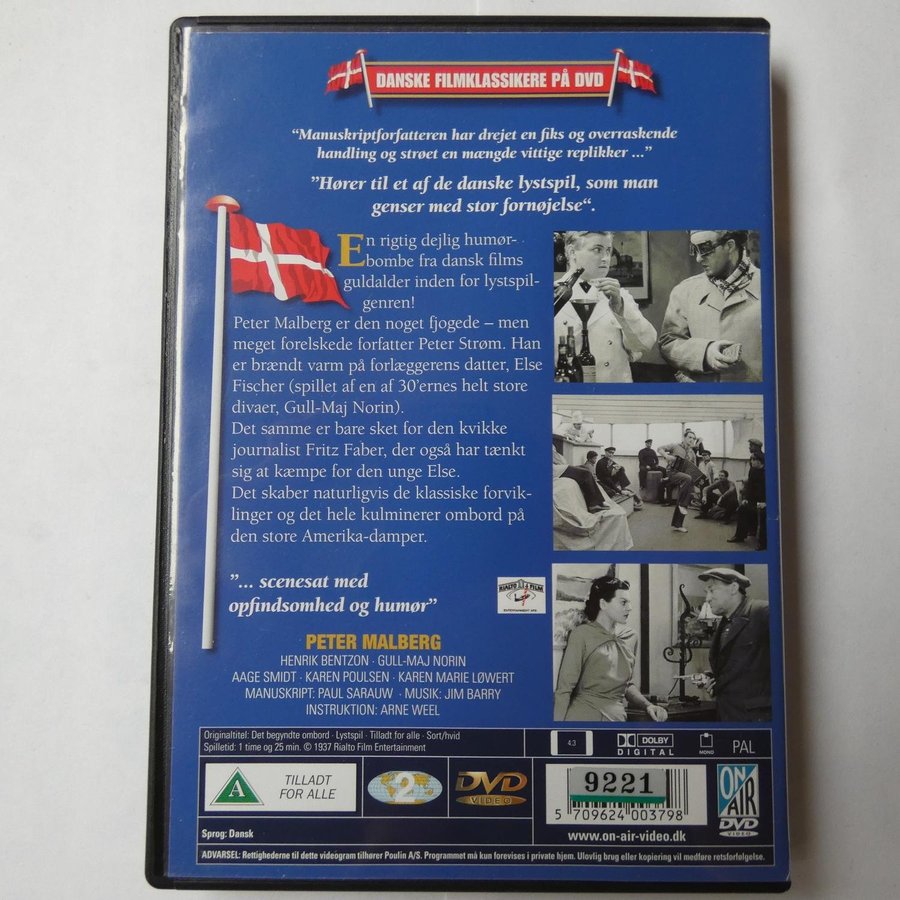 DANSKE FILMKLASSIKERE PÅ DVD
"Manuskriptforfatteren har drejet en fiks og overraskende
handling og strøet en mængde vittige replikker ..."
"Hører til et af de danske lystspil, som man
genser med stor fornøjelse".
En rigtig dejlig humør-
bombe fra dansk films
guldalder inden for lystspil-
genren!
Peter Malberg er den noget fjogede – men
meget forelskede forfatter Peter Strøm. Han
er brændt varm på forlæggerens datter, Else
Fischer (spillet af en af 30'ernes helt store
divaer, Gull-Maj Norin).
Det samme er bare sket for den kvikke
journalist Fritz Faber, der også har tænkt
sig at kæmpe for den unge Else.
Det skaber naturligvis de klassiske forvik-
linger og det hele kulminerer ombord på
den store Amerika-damper.
"... scenesat med
opfindsomhed og humør"
RIALTO FILM
ENTERTAINMENT APS
PETER MALBERG
HENRIK BENTZON · GULL-MAJ NORIN
AAGE SMIDT · KAREN POULSEN · KAREN MARIE LØWERT
MANUSKRIPT: PAUL SARAUW · MUSIK: JIM BARRY
INSTRUKTION: ARNE WEEL
Originaltitel: Det begyndte ombord · Lystspil · Tilladt for alle · Sort/hvid
Spilletid: 1 time og 25 min. © 1937 Rialto Film Entertainment
4:3
DOLBY
DIGITAL
MONO
PAL
A
TILLADT
FOR ALLE
2
DVD
VIDEO
9221
5 709624 003798
ON
AIR
DVD
VIDEO
Sprog: Dansk
www.on-air-video.dk
ADVARSEL: Rettighederne til dette videogram tilhører Poulin A/S. Programmet må kun forevises i private hjem. Ulovlig brug eller kopiering vil medføre retsforfølgelse.